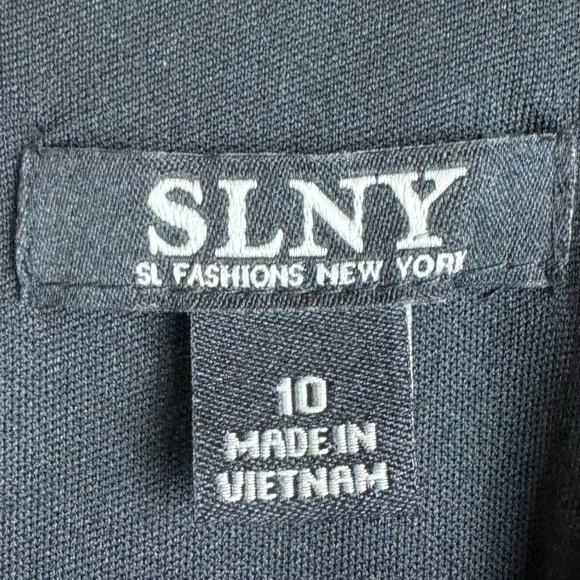 SLNY
SL FASHIONS NEW YORK
10
MADE IN
VIETNAM